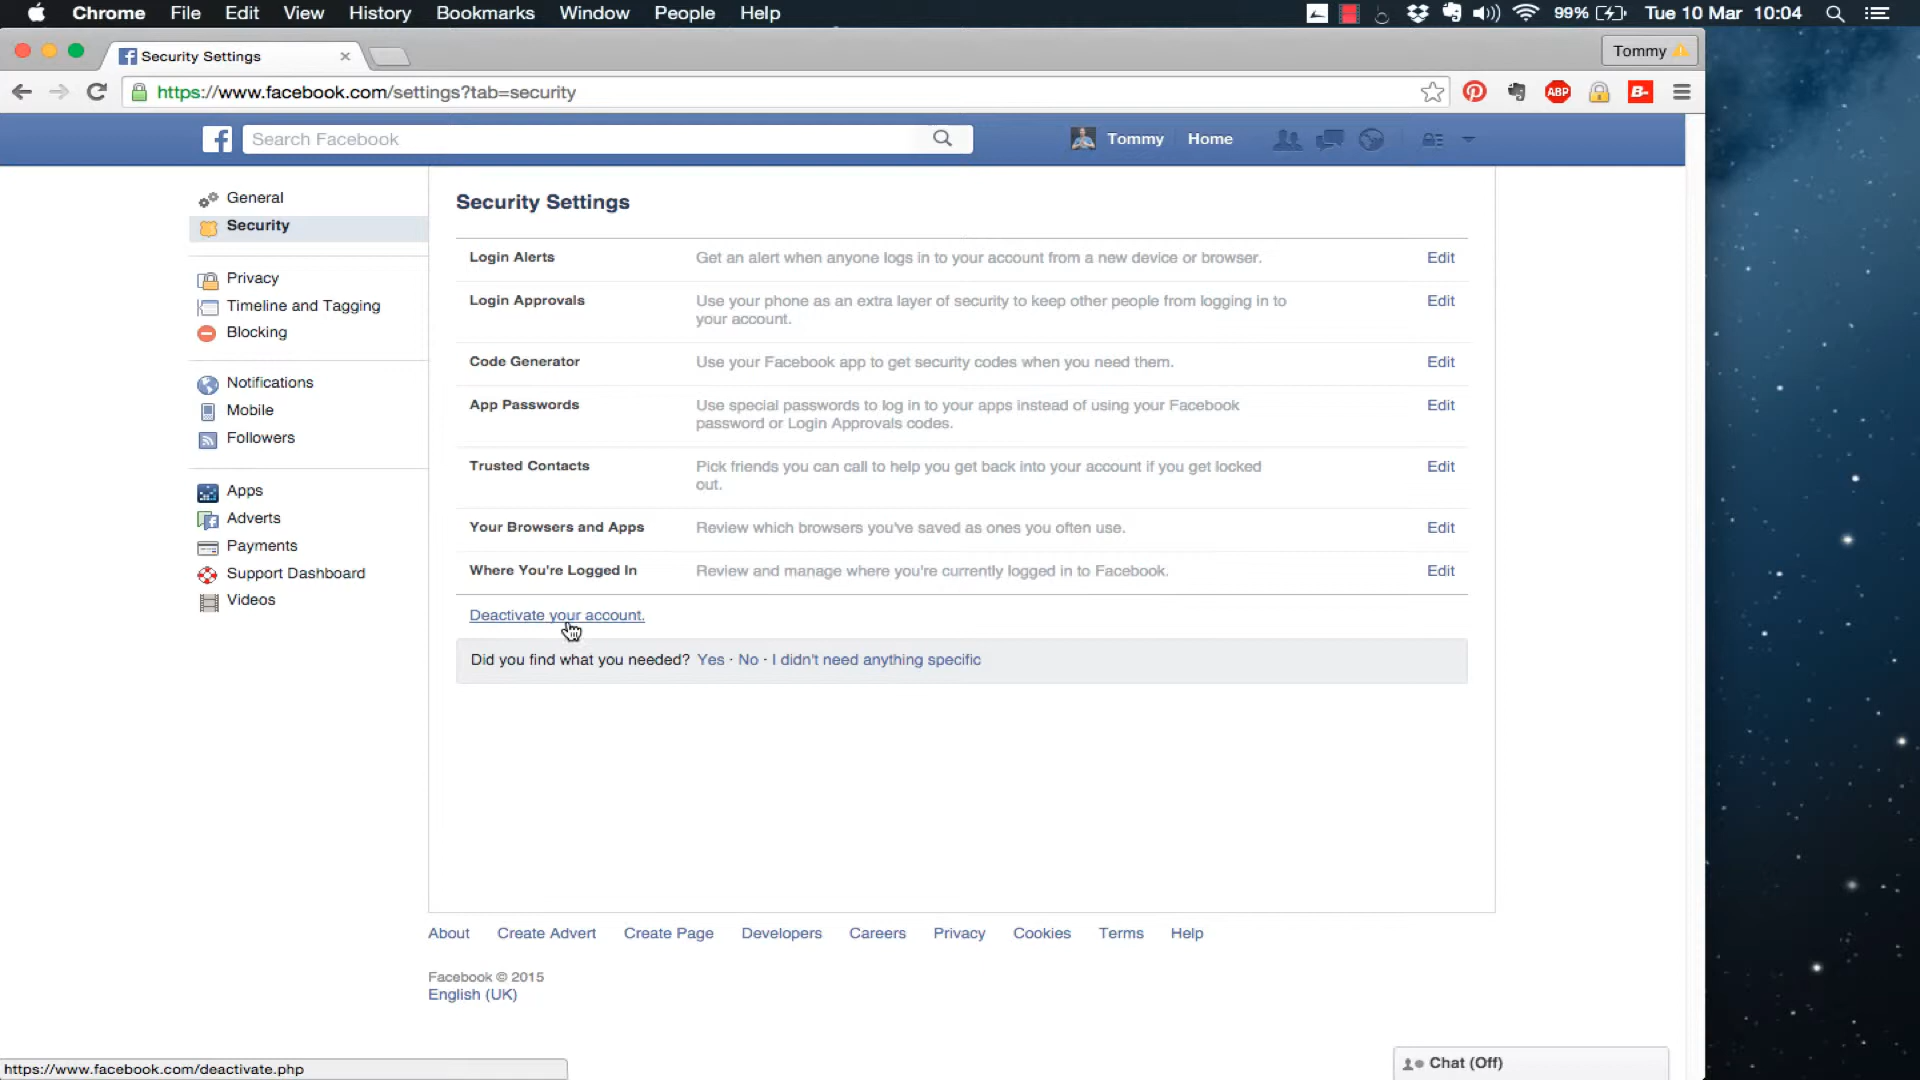 Chrome File Edit View History Bookmarks Window People Help 99% Tue 10 Mar 10:04
Security Settings Tommy
https://www.facebook.com/settings?tab=security ABP B-
Search Facebook Tommy Home
General
Security
Privacy
Timeline and Tagging
Blocking
Notifications
Mobile
Followers
Apps
Adverts
Payments
Support Dashboard
Videos
Security Settings
Login Alerts Get an alert when anyone logs in to your account from a new device or browser. Edit
Login Approvals Use your phone as an extra layer of security to keep other people from logging in to Edit
your account.
Code Generator Use your Facebook app to get security codes when you need them. Edit
App Passwords Use special passwords to log in to your apps instead of using your Facebook Edit
password or Login Approvals codes.
Trusted Contacts Pick friends you can call to help you get back into your account if you get locked Edit
out.
Your Browsers and Apps Review which browsers you've saved as ones you often use. Edit
Where You're Logged In Review and manage where you're currently logged in to Facebook. Edit
Deactivate your account.
Did you find what you needed? Yes · No · I didn't need anything specific
About Create Advert Create Page Developers Careers Privacy Cookies Terms Help
Facebook © 2015
English (UK)
https://www.facebook.com/deactivate.php
Chat (Off)